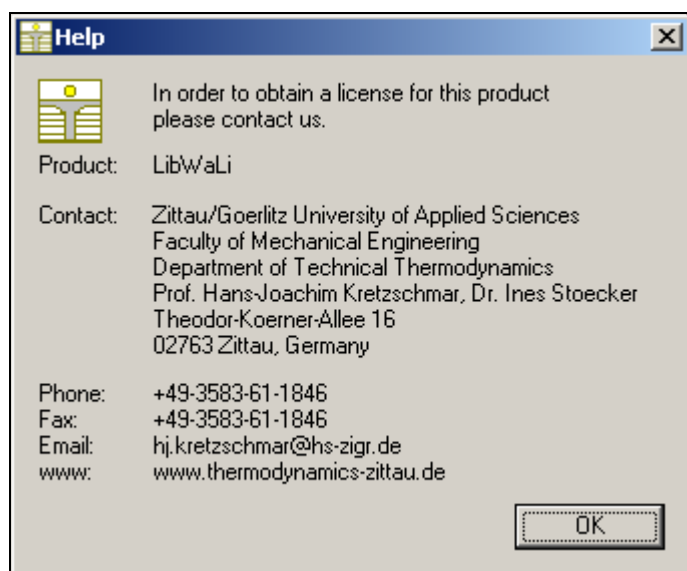 Help
In order to obtain a license for this product
please contact us.
Product: LibWaLi
Contact: Zittau/Goerlitz University of Applied Sciences
Faculty of Mechanical Engineering
Department of Technical Thermodynamics
Prof. Hans-Joachim Kretzschmar, Dr. Ines Stoecker
Theodor-Koerner-Allee 16
02763 Zittau, Germany
Phone: +49-3583-61-1846
Fax: +49-3583-61-1846
Email: hj.kretzschmar@hs-zigr.de
www: www.thermodynamics-zittau.de
OK